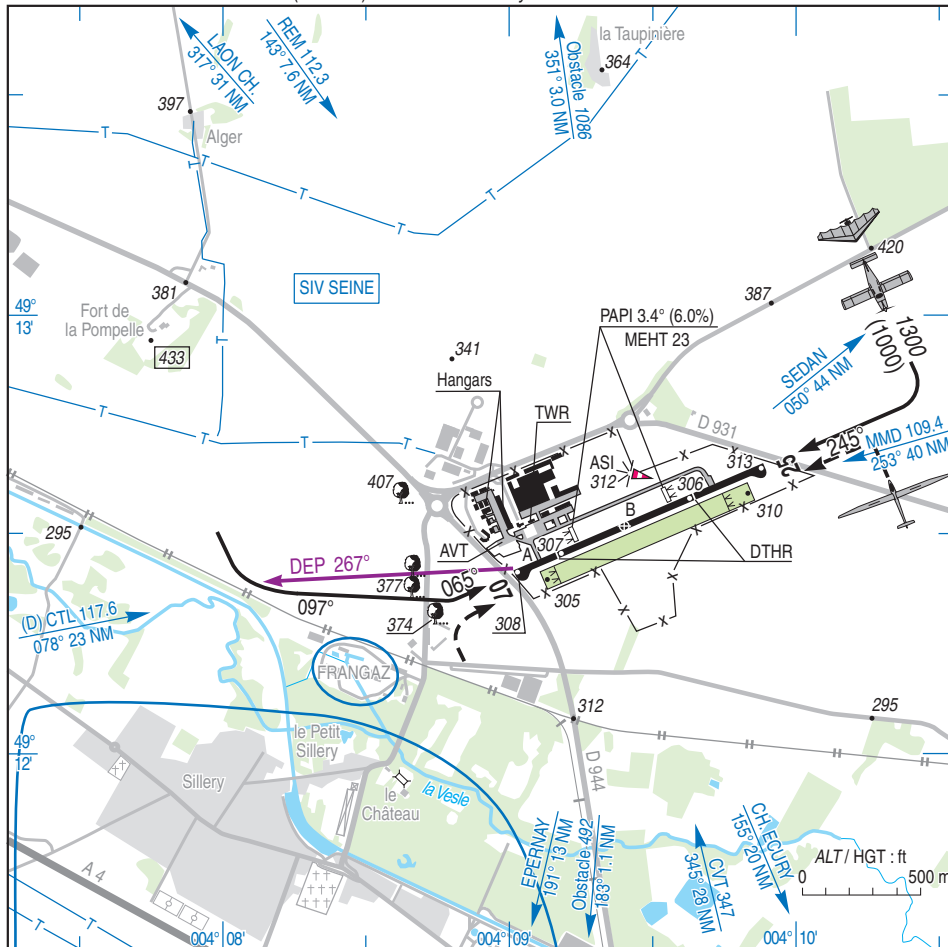 LAON CH.
317° 31 NM
REM 112.3
143° 7.6 NM
Obstacle 1086
351° 3.0 NM
la Taupinière
364
397
Alger
420
SIV SEINE
381
387
49°
13'
Fort de
la Pompelle
433
341
PAPI 3.4° (6.0%)
MEHT 23
1300
(1000)
SEDAN
050° 44 NM
Hangars
TWR
D 931
25
245°
MMD 109.4
253° 40 NM
407
ASI
312
313
306
310
B
295
AVT
A
307
DTHR
DEP 267°
377
065°
07
305
097°
374
308
(D) CTL 117.6
078° 23 NM
FRANGAZ
312
295
49°
12'
le Petit
Sillery
Sillery
D 944
le
Château
la Vesle
EPERNAY
191° 13 NM
Obstacle 492
183° 1.1 NM
CVT 347
345° 28 NM
CH. ECURY
155° 20 NM
ALT / HGT : ft
0 500 m
A 4
T
004° 08'
004° 09'
004° 10'